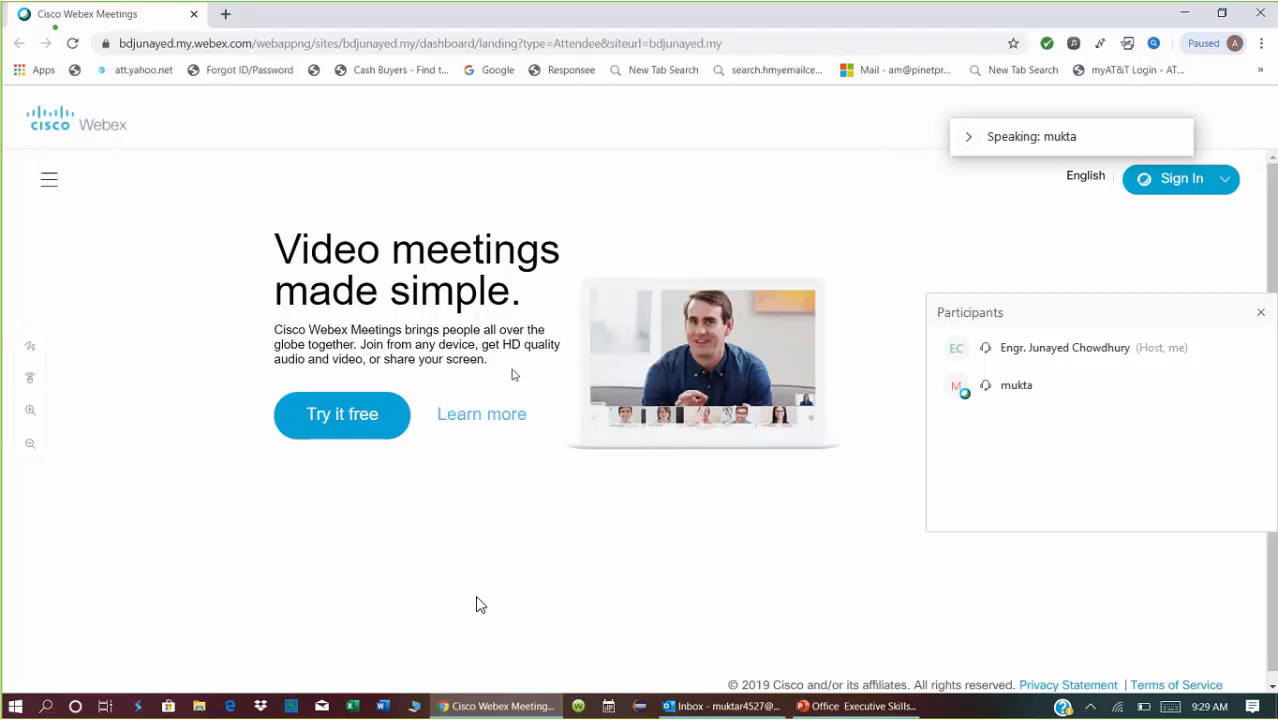 Cisco Webex Meetings
bdjunayed.my.webex.com/webappng/sites/bdjunayed.my/dashboard/landing?type=Attendee&siteurl=bdjunayed.my
Paused A
Apps att.yahoo.net Forgot ID/Password Cash Buyers - Find t... Google Responsee New Tab Search search.hmyemailce... Mail - am@pinetpr... New Tab Search myAT&T Login - AT... »
CISCO Webex
Speaking: mukta
English
Sign In
Video meetings
made simple.
Cisco Webex Meetings brings people all over the
globe together. Join from any device, get HD quality
audio and video, or share your screen.
Try it free Learn more
Participants
EC Engr. Junayed Chowdhury (Host, me)
M mukta
© 2019 Cisco and/or its affiliates. All rights reserved. Privacy Statement | Terms of Service
Cisco Webex Meeting... Inbox - muktar4527@... Office Executive Skills... 9:29 AM